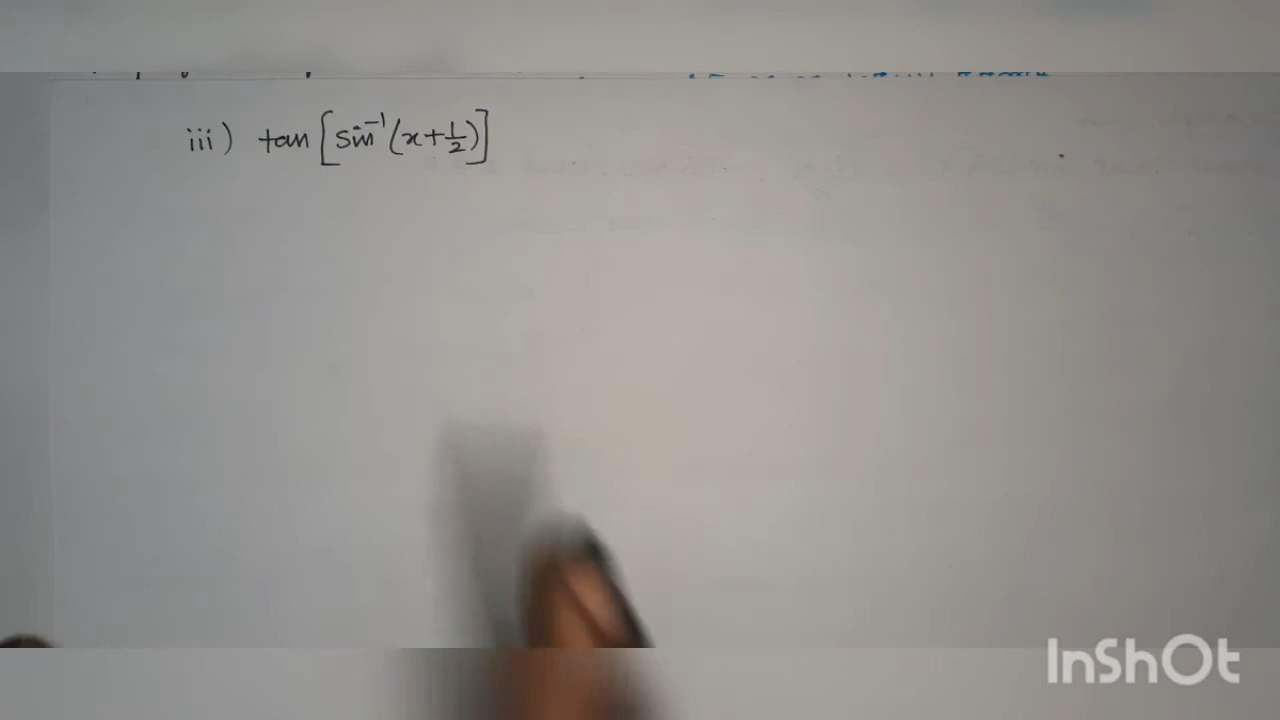 iii) tan [sin⁻¹(x+1/2)]
InShOt